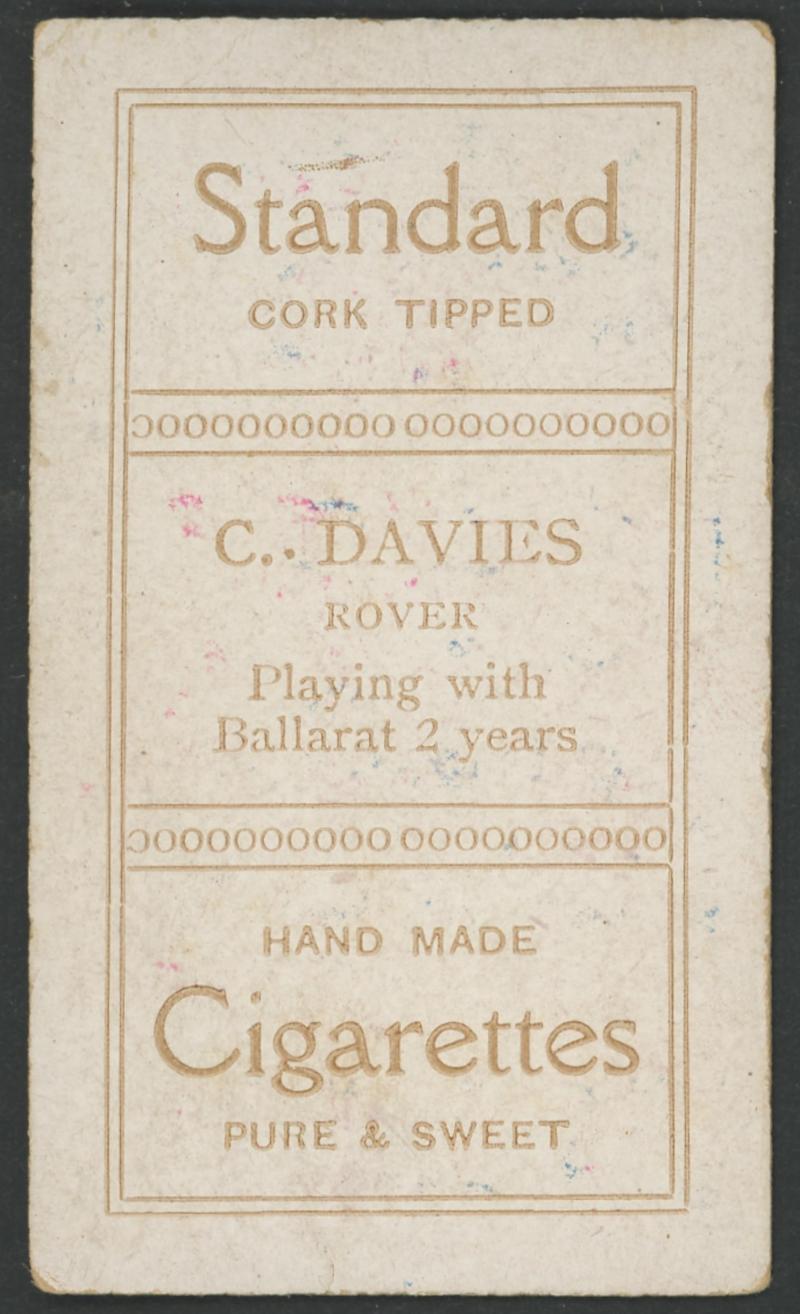 Standard
CORK TIPPED
OOOOOOOOOO OOOOOOOOOO
C.. DAVIES
ROVER
Playing with
Ballarat 2 years
OOOOOOOOOO OOOOOOOOOO
HAND MADE
Cigarettes
PURE & SWEET